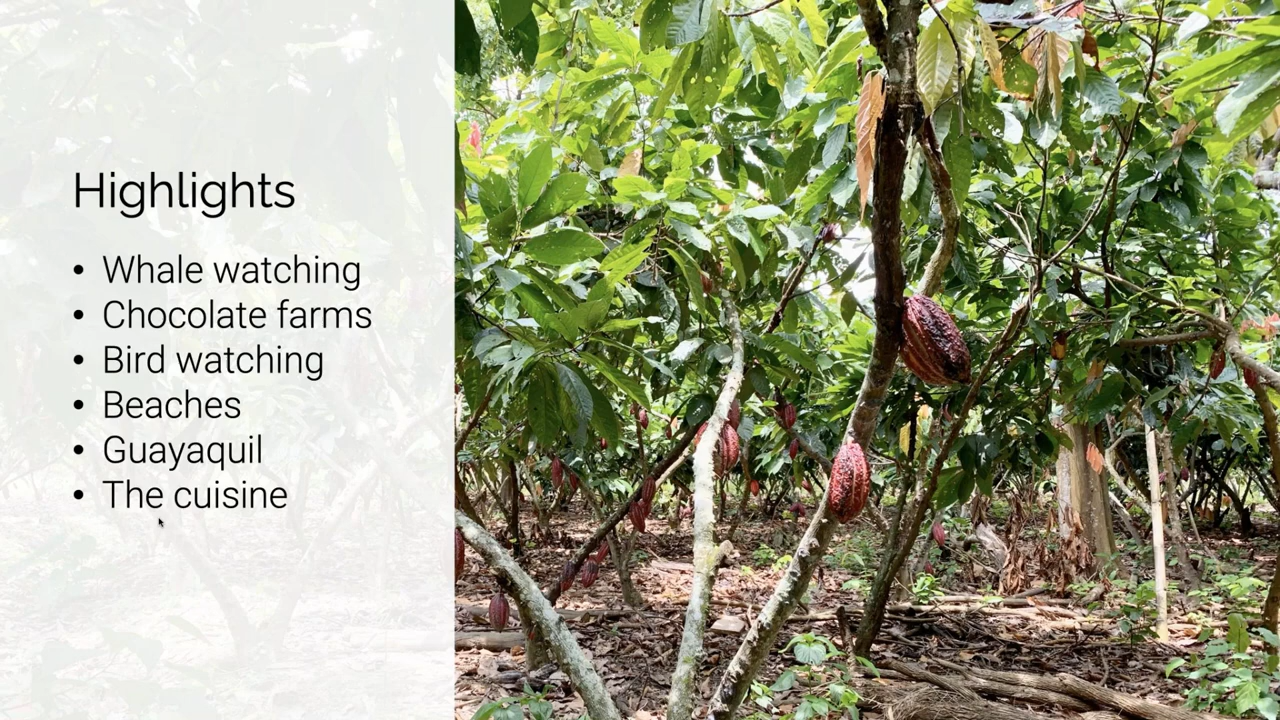 Highlights
• Whale watching
• Chocolate farms
• Bird watching
• Beaches
• Guayaquil
• The cuisine